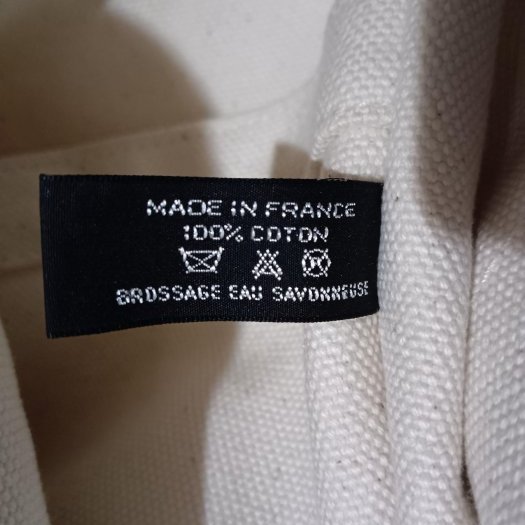 MADE IN FRANCE
100% COTON
BROSSAGE EAU SAVONNEUSE